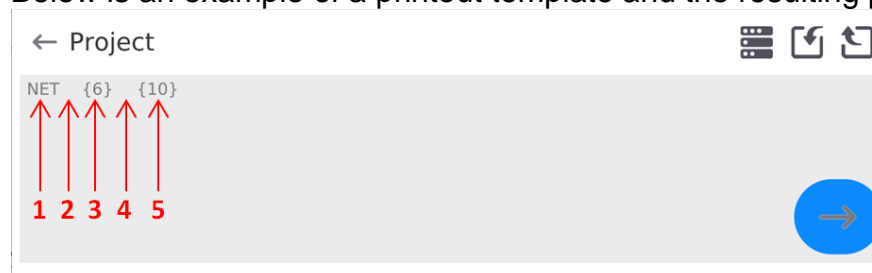 Below is an example of a printout template and the resulting
← Project
NET {6} {10}
1 2 3 4 5